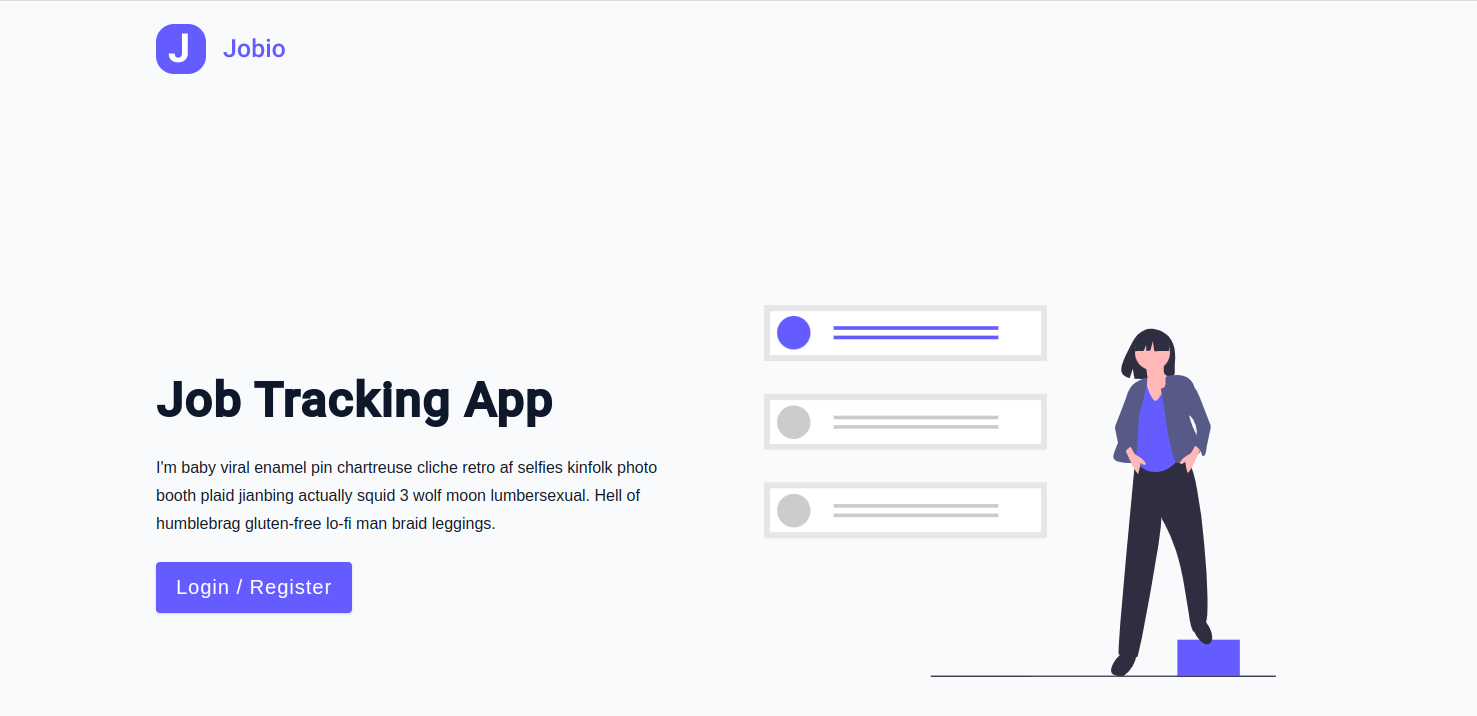 J Jobio
Job Tracking App
I'm baby viral enamel pin chartreuse cliche retro af selfies kinfolk photo
booth plaid jianbing actually squid 3 wolf moon lumbersexual. Hell of
humblebrag gluten-free lo-fi man braid leggings.
Login / Register